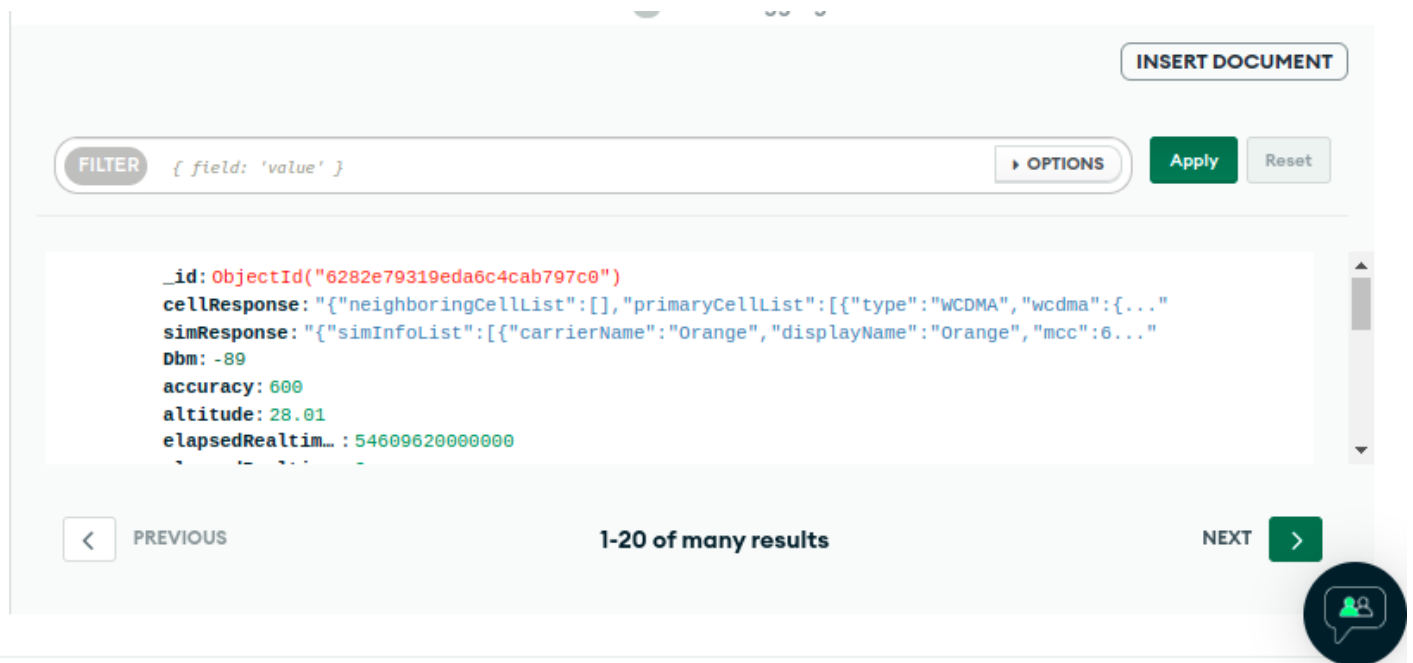 INSERT DOCUMENT
FILTER { field: 'value' } OPTIONS Apply Reset
_id: ObjectId("6282e79319eda6c4cab797c0")
cellResponse: "{"neighboringCellList":[],"primaryCellList":[{"type":"WCDMA","wcdma":{..."
simResponse: "{"simInfoList":[{"carrierName":"Orange","displayName":"Orange","mcc":6..."
Dbm: -89
accuracy: 600
altitude: 28.01
elapsedRealtim… : 54609620000000
PREVIOUS 1-20 of many results NEXT